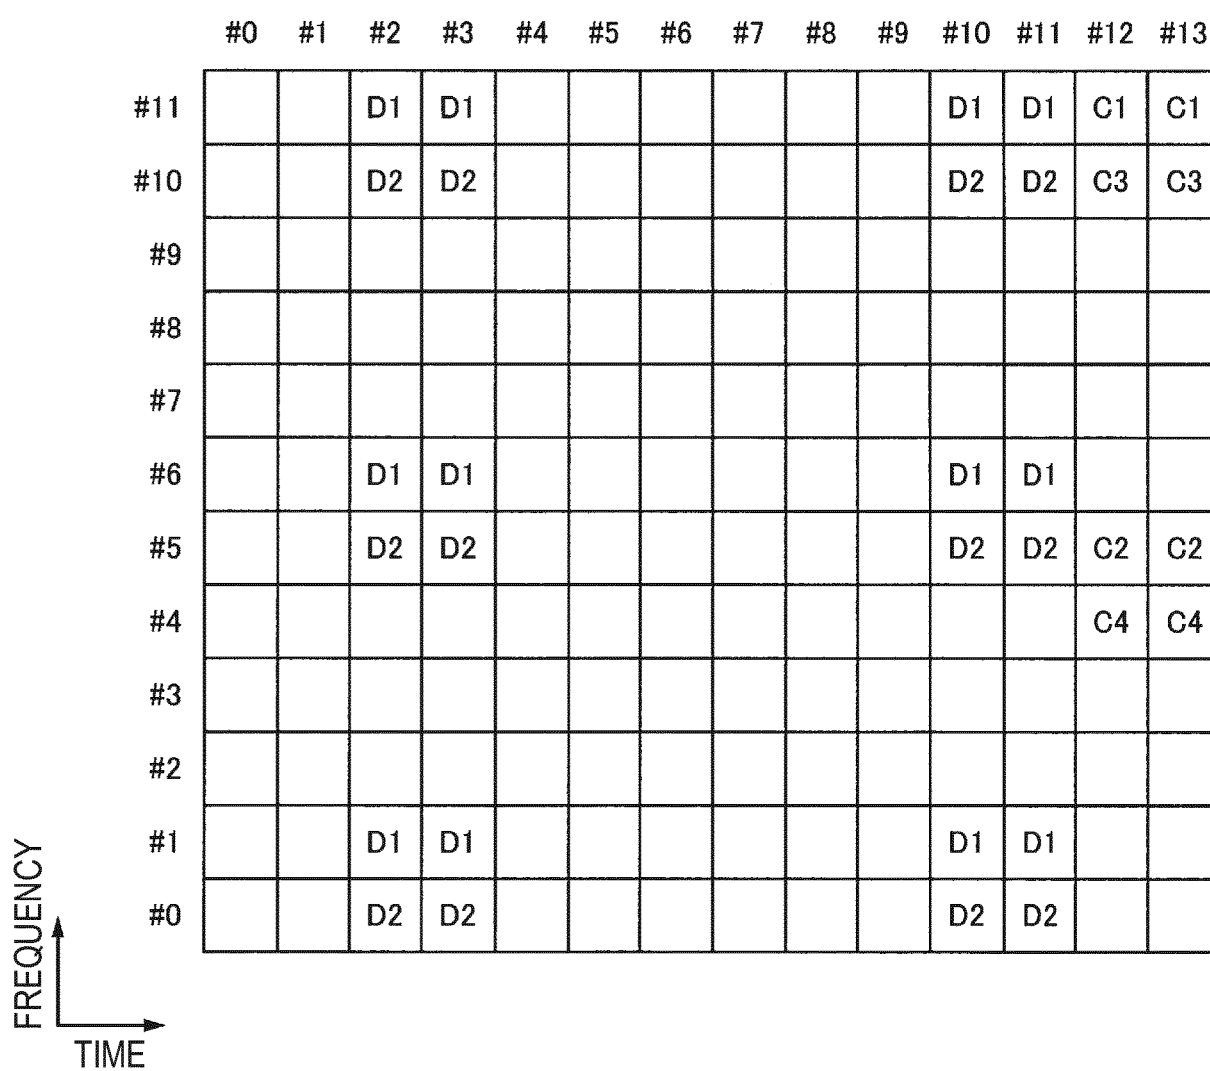 #0 #1 #2 #3 #4 #5 #6 #7 #8 #9 #10 #11 #12 #13
#11 D1 D1 D1 D1 C1 C1
#10 D2 D2 D2 D2 C3 C3
#9
#8
#7
#6 D1 D1 D1 D1
#5 D2 D2 D2 D2 C2 C2
#4 C4 C4
#3
#2
#1 D1 D1 D1 D1
#0 D2 D2 D2 D2
FREQUENCY
TIME